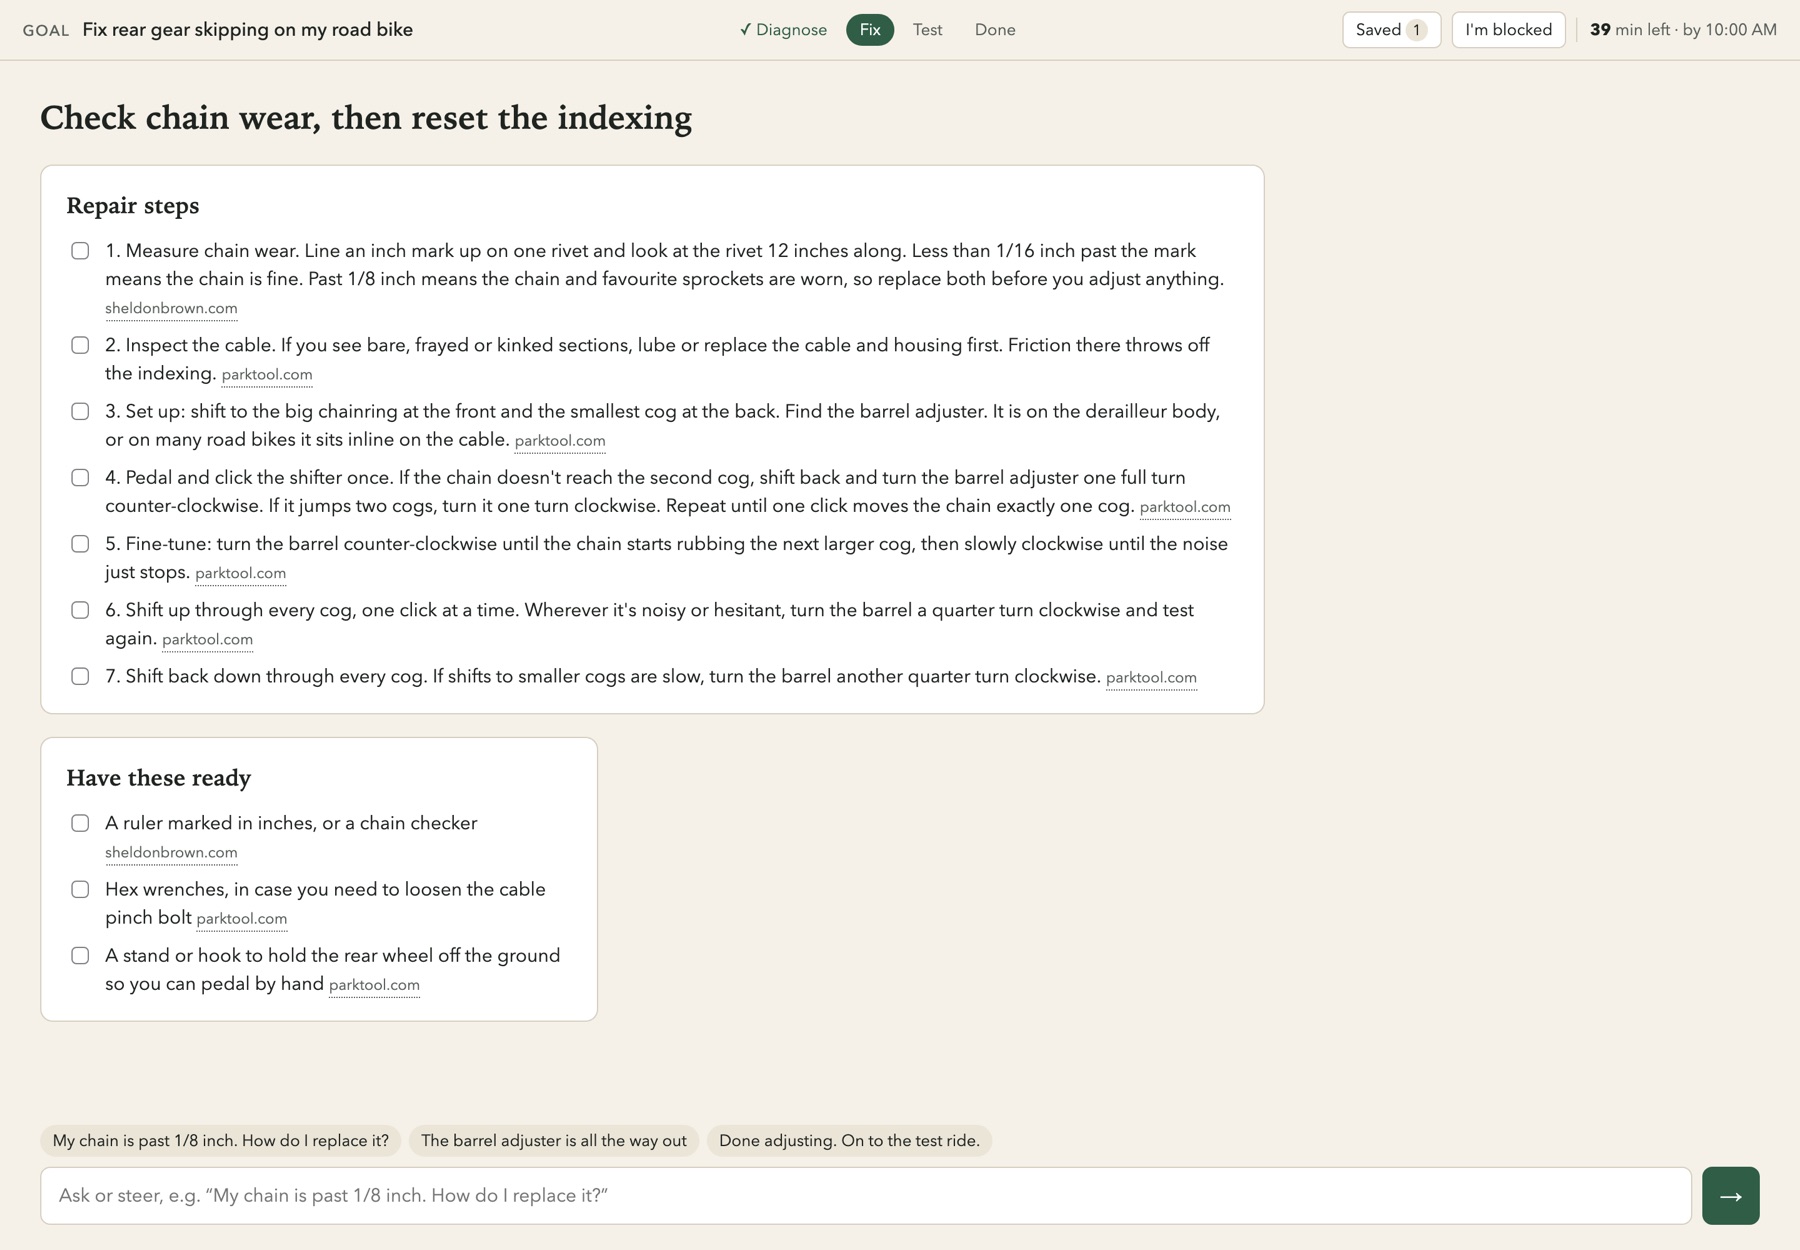 GOAL Fix rear gear skipping on my road bike
✓ Diagnose Fix Test Done
Saved 1 I'm blocked 39 min left · by 10:00 AM
Check chain wear, then reset the indexing
Repair steps
1. Measure chain wear. Line an inch mark up on one rivet and look at the rivet 12 inches along. Less than 1/16 inch past the mark
means the chain is fine. Past 1/8 inch means the chain and favourite sprockets are worn, so replace both before you adjust anything.
sheldonbrown.com
2. Inspect the cable. If you see bare, frayed or kinked sections, lube or replace the cable and housing first. Friction there throws off
the indexing. parktool.com
3. Set up: shift to the big chainring at the front and the smallest cog at the back. Find the barrel adjuster. It is on the derailleur body,
or on many road bikes it sits inline on the cable. parktool.com
4. Pedal and click the shifter once. If the chain doesn't reach the second cog, shift back and turn the barrel adjuster one full turn
counter-clockwise. If it jumps two cogs, turn it one turn clockwise. Repeat until one click moves the chain exactly one cog. parktool.com
5. Fine-tune: turn the barrel counter-clockwise until the chain starts rubbing the next larger cog, then slowly clockwise until the noise
just stops. parktool.com
6. Shift up through every cog, one click at a time. Wherever it's noisy or hesitant, turn the barrel a quarter turn clockwise and test
again. parktool.com
7. Shift back down through every cog. If shifts to smaller cogs are slow, turn the barrel another quarter turn clockwise. parktool.com
Have these ready
A ruler marked in inches, or a chain checker
sheldonbrown.com
Hex wrenches, in case you need to loosen the cable
pinch bolt parktool.com
A stand or hook to hold the rear wheel off the ground
so you can pedal by hand parktool.com
My chain is past 1/8 inch. How do I replace it? The barrel adjuster is all the way out Done adjusting. On to the test ride.
Ask or steer, e.g. “My chain is past 1/8 inch. How do I replace it?” →